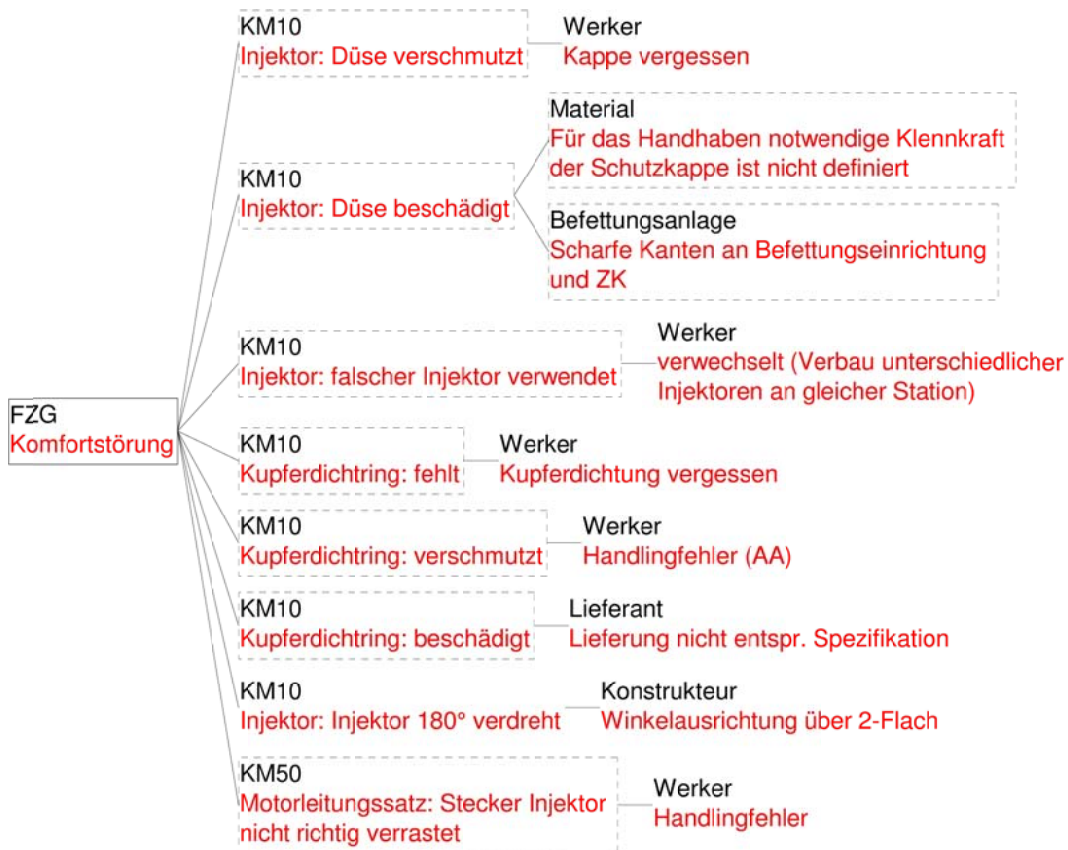 KM10
Injektor: Düse verschmutzt
Werker
Kappe vergessen
KM10
Injektor: Düse beschädigt
Material
Für das Handhaben notwendige Klennkraft
der Schutzkappe ist nicht definiert
Befettungsanlage
Scharfe Kanten an Befettungseinrichtung
und ZK
KM10
Injektor: falscher Injektor verwendet
Werker
verwechselt (Verbau unterschiedlicher
Injektoren an gleicher Station)
FZG
Komfortstörung
KM10
Kupferdichtring: fehlt
Werker
Kupferdichtung vergessen
KM10
Kupferdichtring: verschmutzt
Werker
Handlingfehler (AA)
KM10
Kupferdichtring: beschädigt
Lieferant
Lieferung nicht entspr. Spezifikation
KM10
Injektor: Injektor 180° verdreht
Konstrukteur
Winkelausrichtung über 2-Flach
KM50
Motorleitungssatz: Stecker Injektor
nicht richtig verrastet
Werker
Handlingfehler